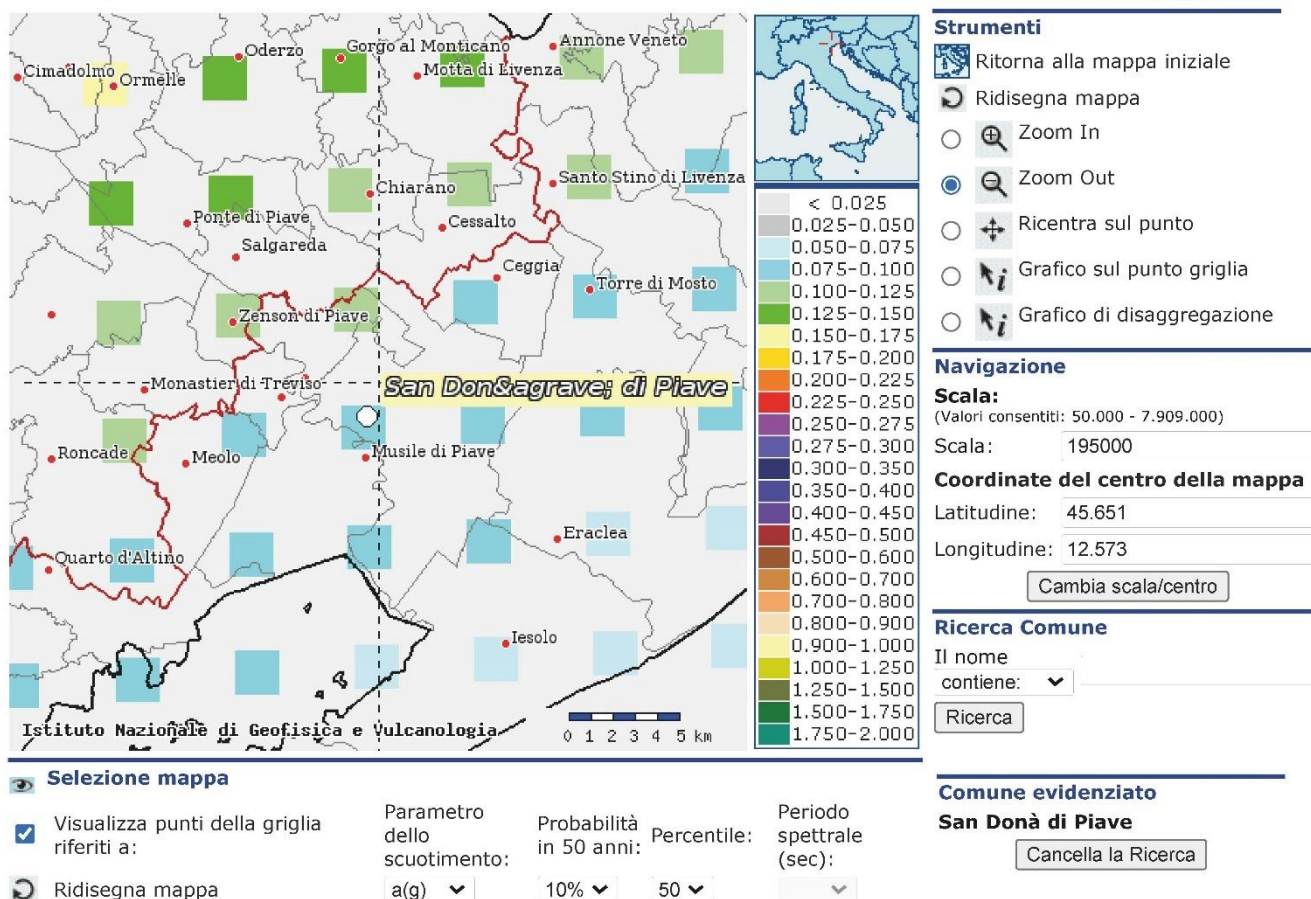 Oderzo
Gorgo al Monticano
Annone Veneto
Cimadolmo
Ormelle
Motta di Livenza
Chiarano
Santo Stino di Livenza
Ponte di Piave
Cessalto
Salgareda
Ceggia
Torre di Mosto
Zenson di Piave
Monastier di Treviso
San Don&agrave; di Piave
Roncade
Meolo
Musile di Piave
Eraclea
Quarto d'Altino
Iesolo
Istituto Nazionale di Geofisica e Vulcanologia
0 1 2 3 4 5 km
< 0.025
0.025-0.050
0.050-0.075
0.075-0.100
0.100-0.125
0.125-0.150
0.150-0.175
0.175-0.200
0.200-0.225
0.225-0.250
0.250-0.275
0.275-0.300
0.300-0.350
0.350-0.400
0.400-0.450
0.450-0.500
0.500-0.600
0.600-0.700
0.700-0.800
0.800-0.900
0.900-1.000
1.000-1.250
1.250-1.500
1.500-1.750
1.750-2.000
Strumenti
Ritorna alla mappa iniziale
Ridisegna mappa
Zoom In
Zoom Out
Ricentra sul punto
Grafico sul punto griglia
Grafico di disaggregazione
Navigazione
Scala:
(Valori consentiti: 50.000 - 7.909.000)
Scala: 195000
Coordinate del centro della mappa
Latitudine: 45.651
Longitudine: 12.573
Cambia scala/centro
Ricerca Comune
Il nome
contiene:
Ricerca
Comune evidenziato
San Donà di Piave
Cancella la Ricerca
Selezione mappa
Visualizza punti della griglia
riferiti a:
Ridisegna mappa
Parametro
dello
scuotimento:
a(g)
Probabilità
in 50 anni:
10%
Percentile:
50
Periodo
spettrale
(sec):